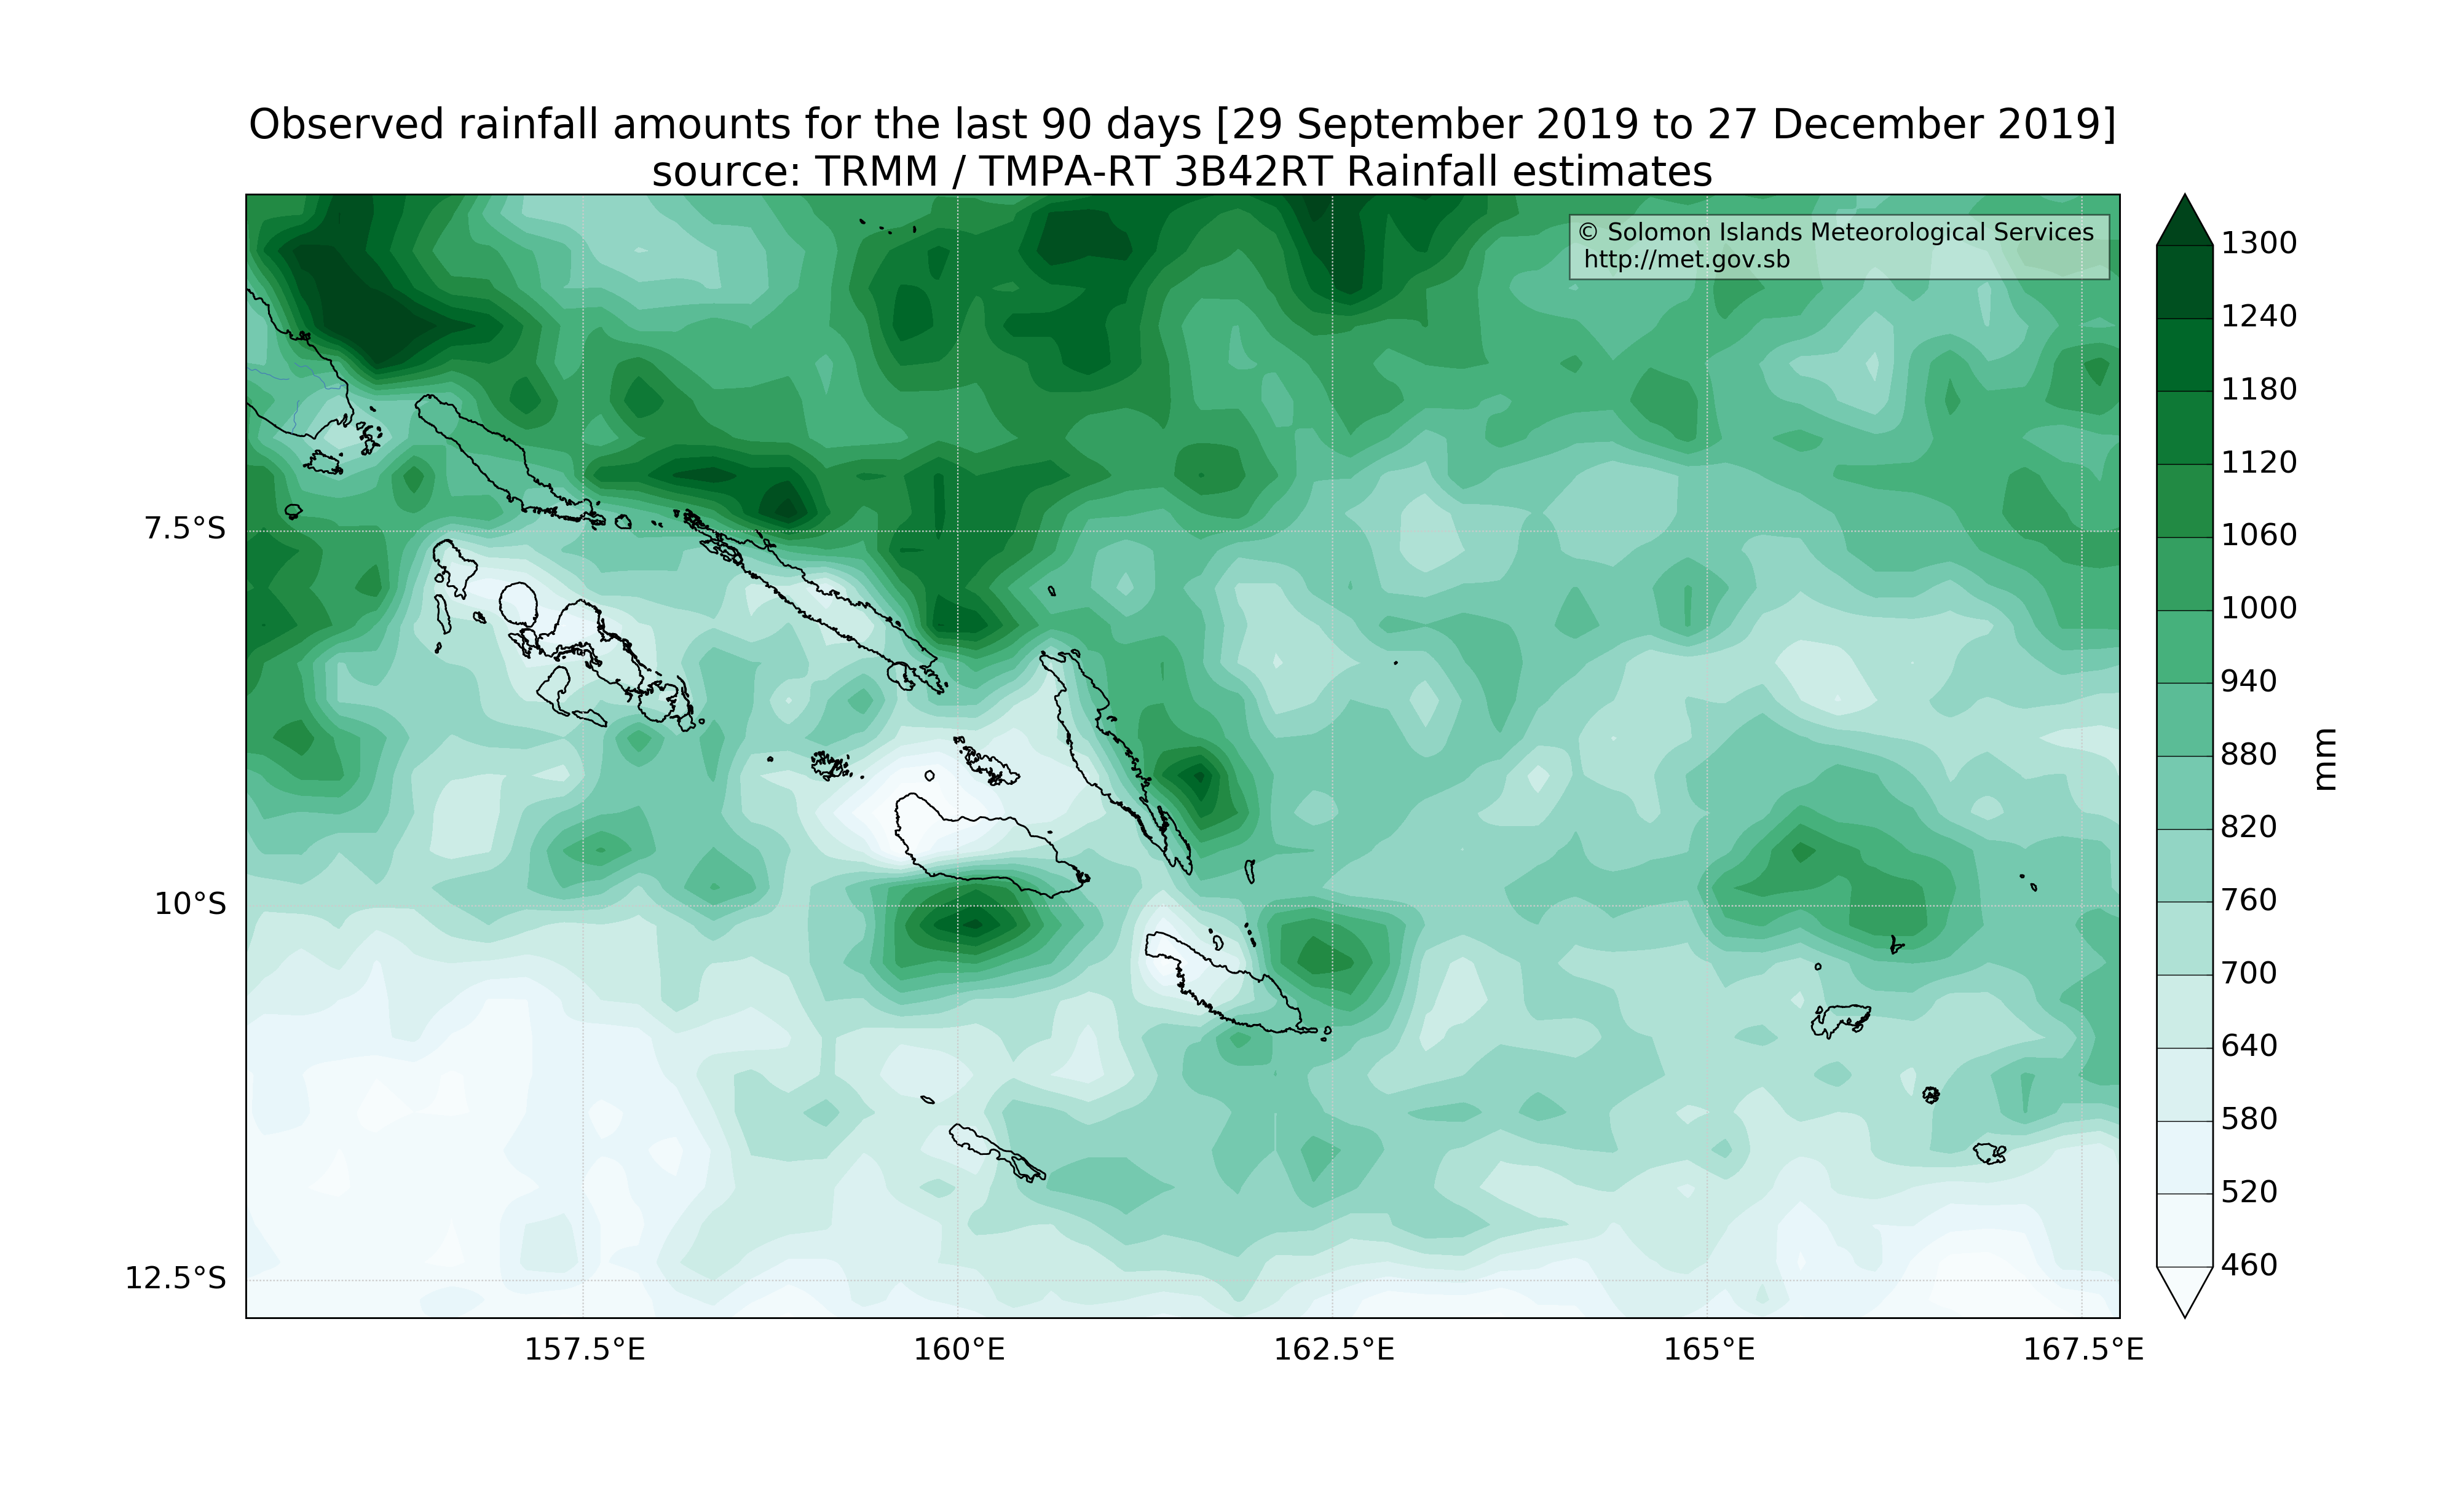 Observed rainfall amounts for the last 90 days [29 September 2019 to 27 December 2019]
source: TRMM / TMPA-RT 3B42RT Rainfall estimates
© Solomon Islands Meteorological Services
http://met.gov.sb
7.5°S
10°S
12.5°S
157.5°E
160°E
162.5°E
165°E
167.5°E
1300
1240
1180
1120
1060
1000
940
880
820
760
700
640
580
520
460
mm